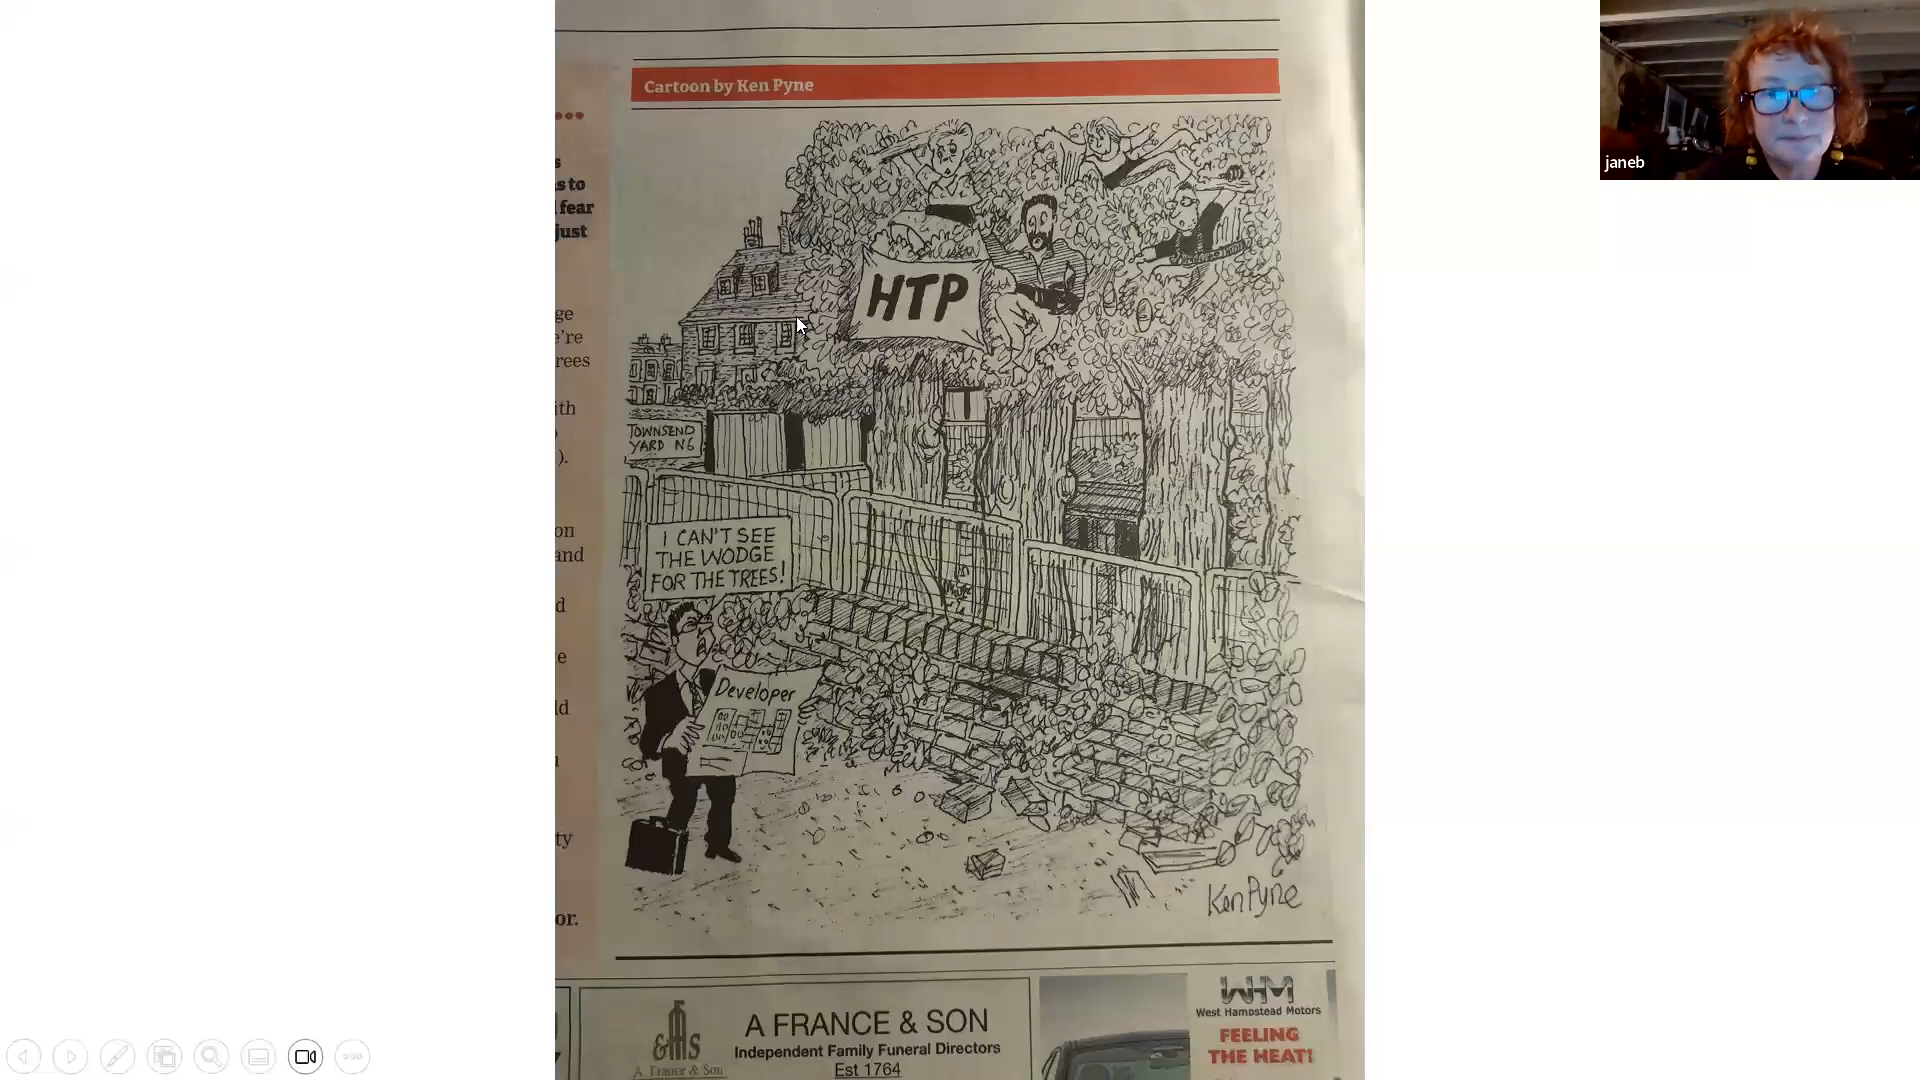 Cartoon by Ken Pyne
s
s to
fear
just
ge
e're
rees
ith
).
on
and
d
e
ld
ty
or.
HTP
TOWNSEND
YARD N6
I CAN'T SEE
THE WODGE
FOR THE TREES!
Developer
Ken Pyne
&
S
A. France & Son
A FRANCE & SON
Independent Family Funeral Directors
Est 1764
WHM
West Hampstead Motors
FEELING
THE HEAT!
janeb